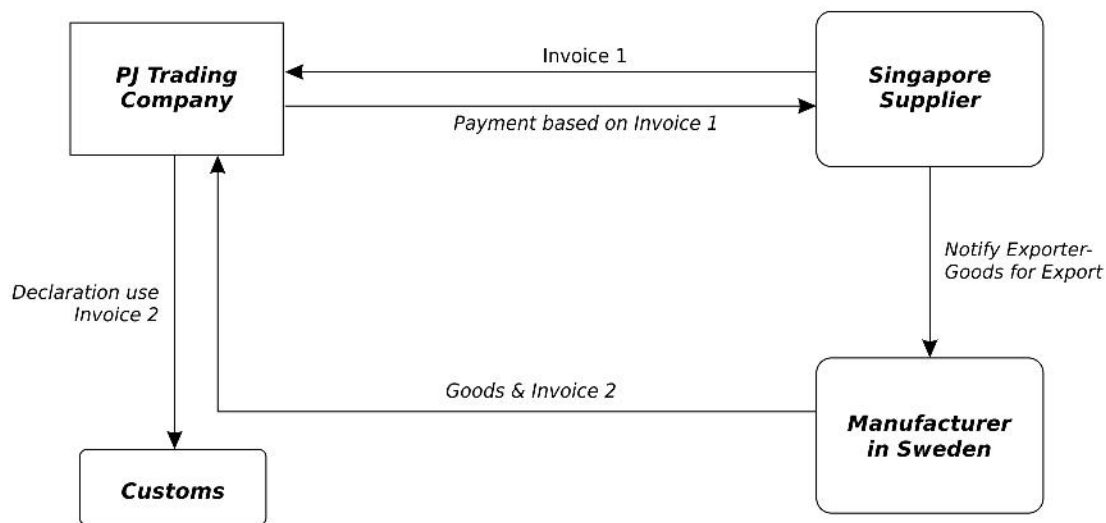 PJ Trading
Company
Invoice 1
Payment based on Invoice 1
Singapore
Supplier
Notify Exporter-
Goods for Export
Declaration use
Invoice 2
Goods & Invoice 2
Manufacturer
in Sweden
Customs